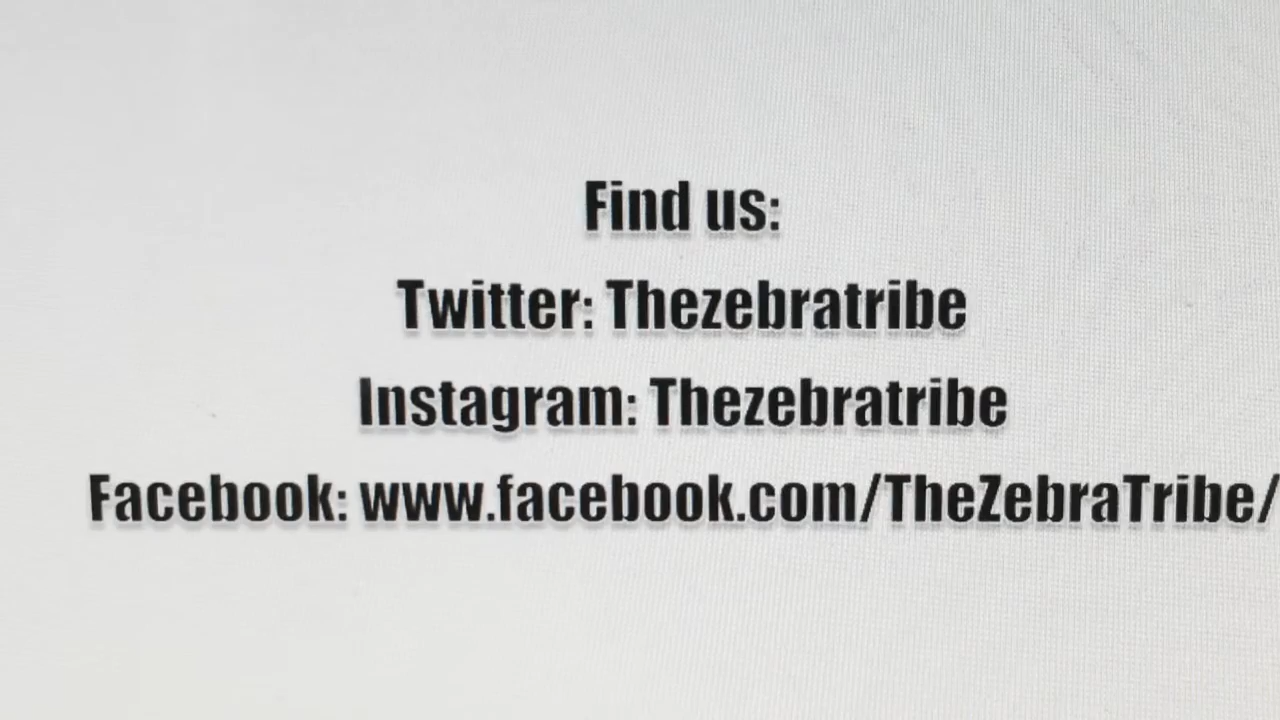 Find us:
Twitter: Thezebratribe
Instagram: Thezebratribe
Facebook: www.facebook.com/TheZebraTribe/